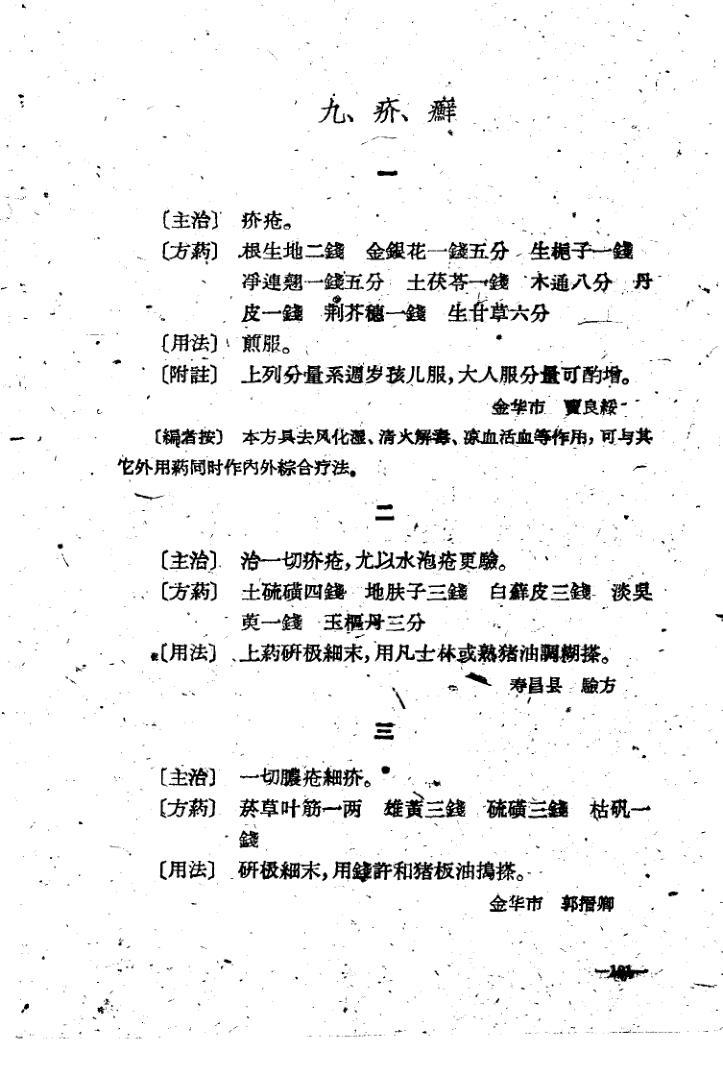 九、疥、癬
一
〔主治〕 疥疮。
〔方葯〕 根生地二錢 金銀花一錢五分 生梔子一錢
凈連翹一錢五分 土茯苓一錢 木通八分 丹
皮一錢 荆芥穗一錢 生甘草六分
〔用法〕 煎服。
〔附註〕 上列分量系週岁孩儿服，大人服分量可酌增。
金华市 賈良綏
〔編者按〕 本方具去风化湿、清火解毒、凉血活血等作用，可与其
它外用葯同时作內外綜合疗法。
二
〔主治〕 治一切疥疮，尤以水泡疮更驗。
〔方葯〕 土硫磺四錢 地肤子三錢 白蘚皮三錢 淡吳
萸一錢 玉樞丹三分
〔用法〕 上葯研极細末，用凡士林或熟猪油調糊搽。
寿昌县 驗方
三
〔主治〕 一切膿疮細疥。
〔方葯〕 菸草叶筋一两 雄黃三錢 硫磺三錢 枯矾一
錢
〔用法〕 研极細末，用錢許和猪板油搗搽。
金华市 郭搢卿
—191—